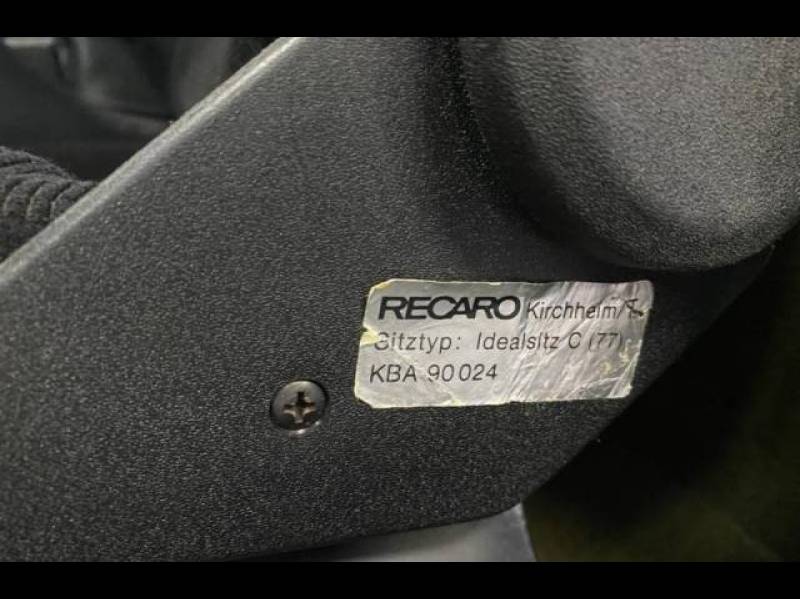 RECARO Kirchheim/
Sitztyp: Idealsitz C (77)
KBA 90024